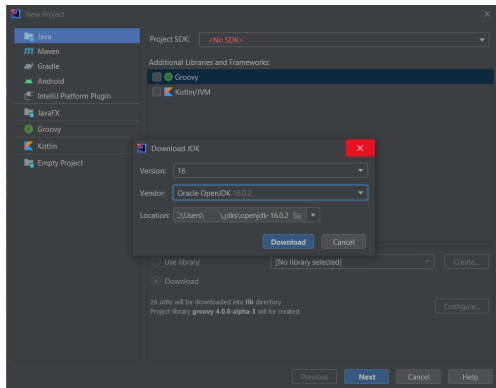 New Project
Java
Maven
Gradle
Android
IntelliJ Platform Plugin
JavaFX
Groovy
Kotlin
Empty Project
Project SDK: <No SDK>
Additional Libraries and Frameworks:
Groovy
Kotlin/JVM
Download JDK
Version: 16
Vendor: Oracle OpenJDK 16.0.2
Location: C:\Users\ \.jdks\openjdk-16.0.2
Download Cancel
Use library: [No library selected] Create...
Download
29 JARs will be downloaded into lib directory
Project library groovy-4.0.0-alpha-3 will be created
Configure...
Previous Next Cancel Help